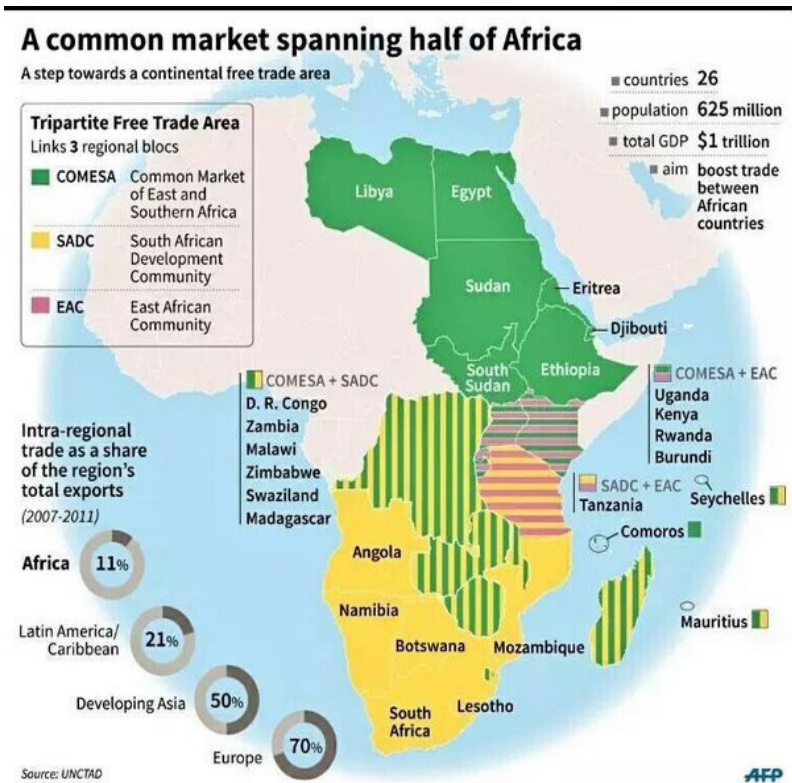 A common market spanning half of Africa
A step towards a continental free trade area
countries 26
population 625 million
total GDP $1 trillion
aim boost trade
between
African
countries
Tripartite Free Trade Area
Links 3 regional blocs
COMESA Common Market
of East and
Southern Africa
SADC South African
Development
Community
EAC East African
Community
Libya
Egypt
Sudan
Eritrea
Djibouti
South
Sudan
Ethiopia
COMESA + SADC
D. R. Congo
Zambia
Malawi
Zimbabwe
Swaziland
Madagascar
COMESA + EAC
Uganda
Kenya
Rwanda
Burundi
SADC + EAC
Tanzania
Seychelles
Comoros
Mauritius
Angola
Namibia
Botswana
Mozambique
Lesotho
South
Africa
Intra-regional
trade as a share
of the region's
total exports
(2007-2011)
Africa 11%
Latin America/
Caribbean 21%
Developing Asia 50%
Europe 70%
Source: UNCTAD
AFP